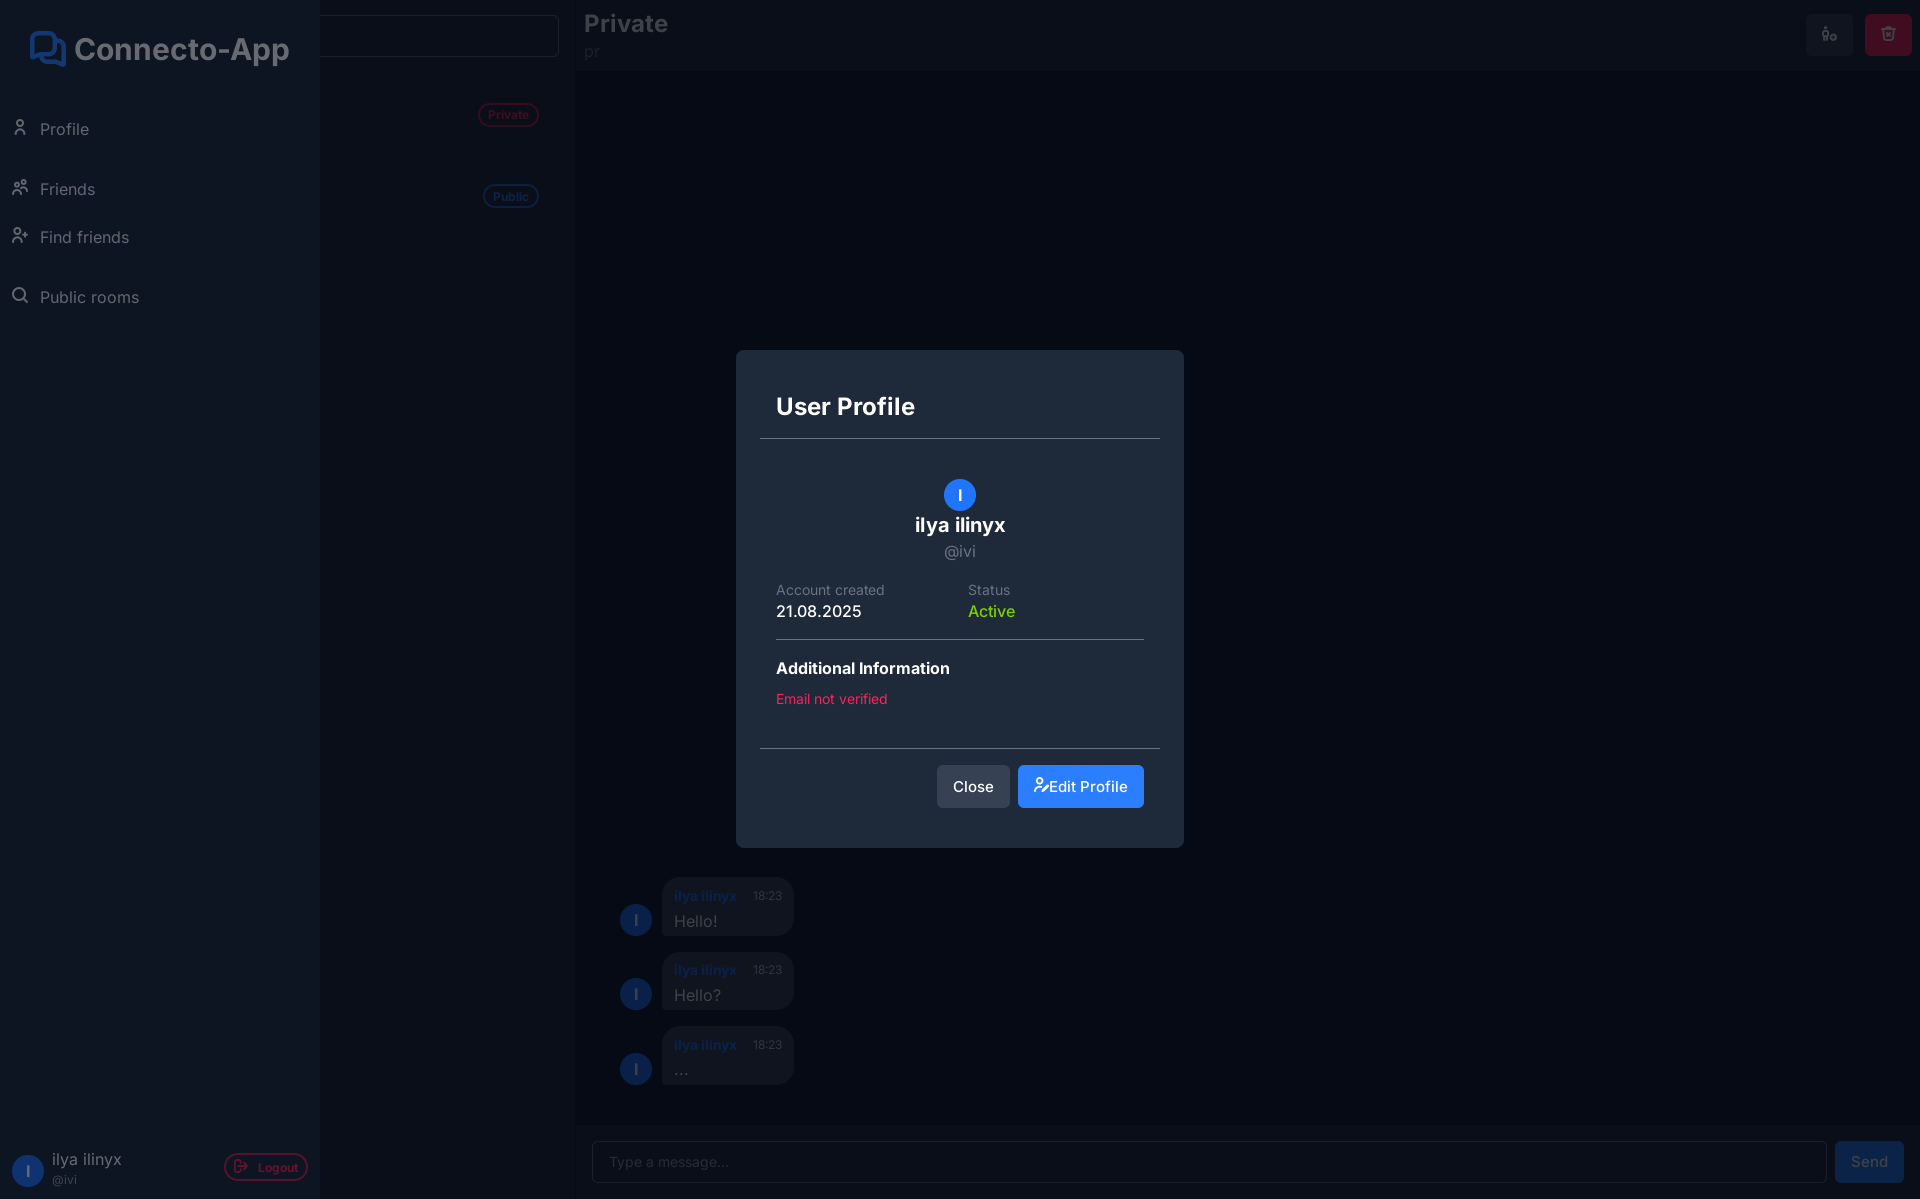 Connecto-App
Profile
Friends
Find friends
Public rooms
Private
Public
Private
pr
User Profile
I
ilya ilinyx
@ivi
Account created
21.08.2025
Status
Active
Additional Information
Email not verified
Close
Edit Profile
ilya ilinyx 18:23
I
Hello!
ilya ilinyx 18:23
I
Hello?
ilya ilinyx 18:23
I
...
Type a message...
Send
I
ilya ilinyx
@ivi
Logout